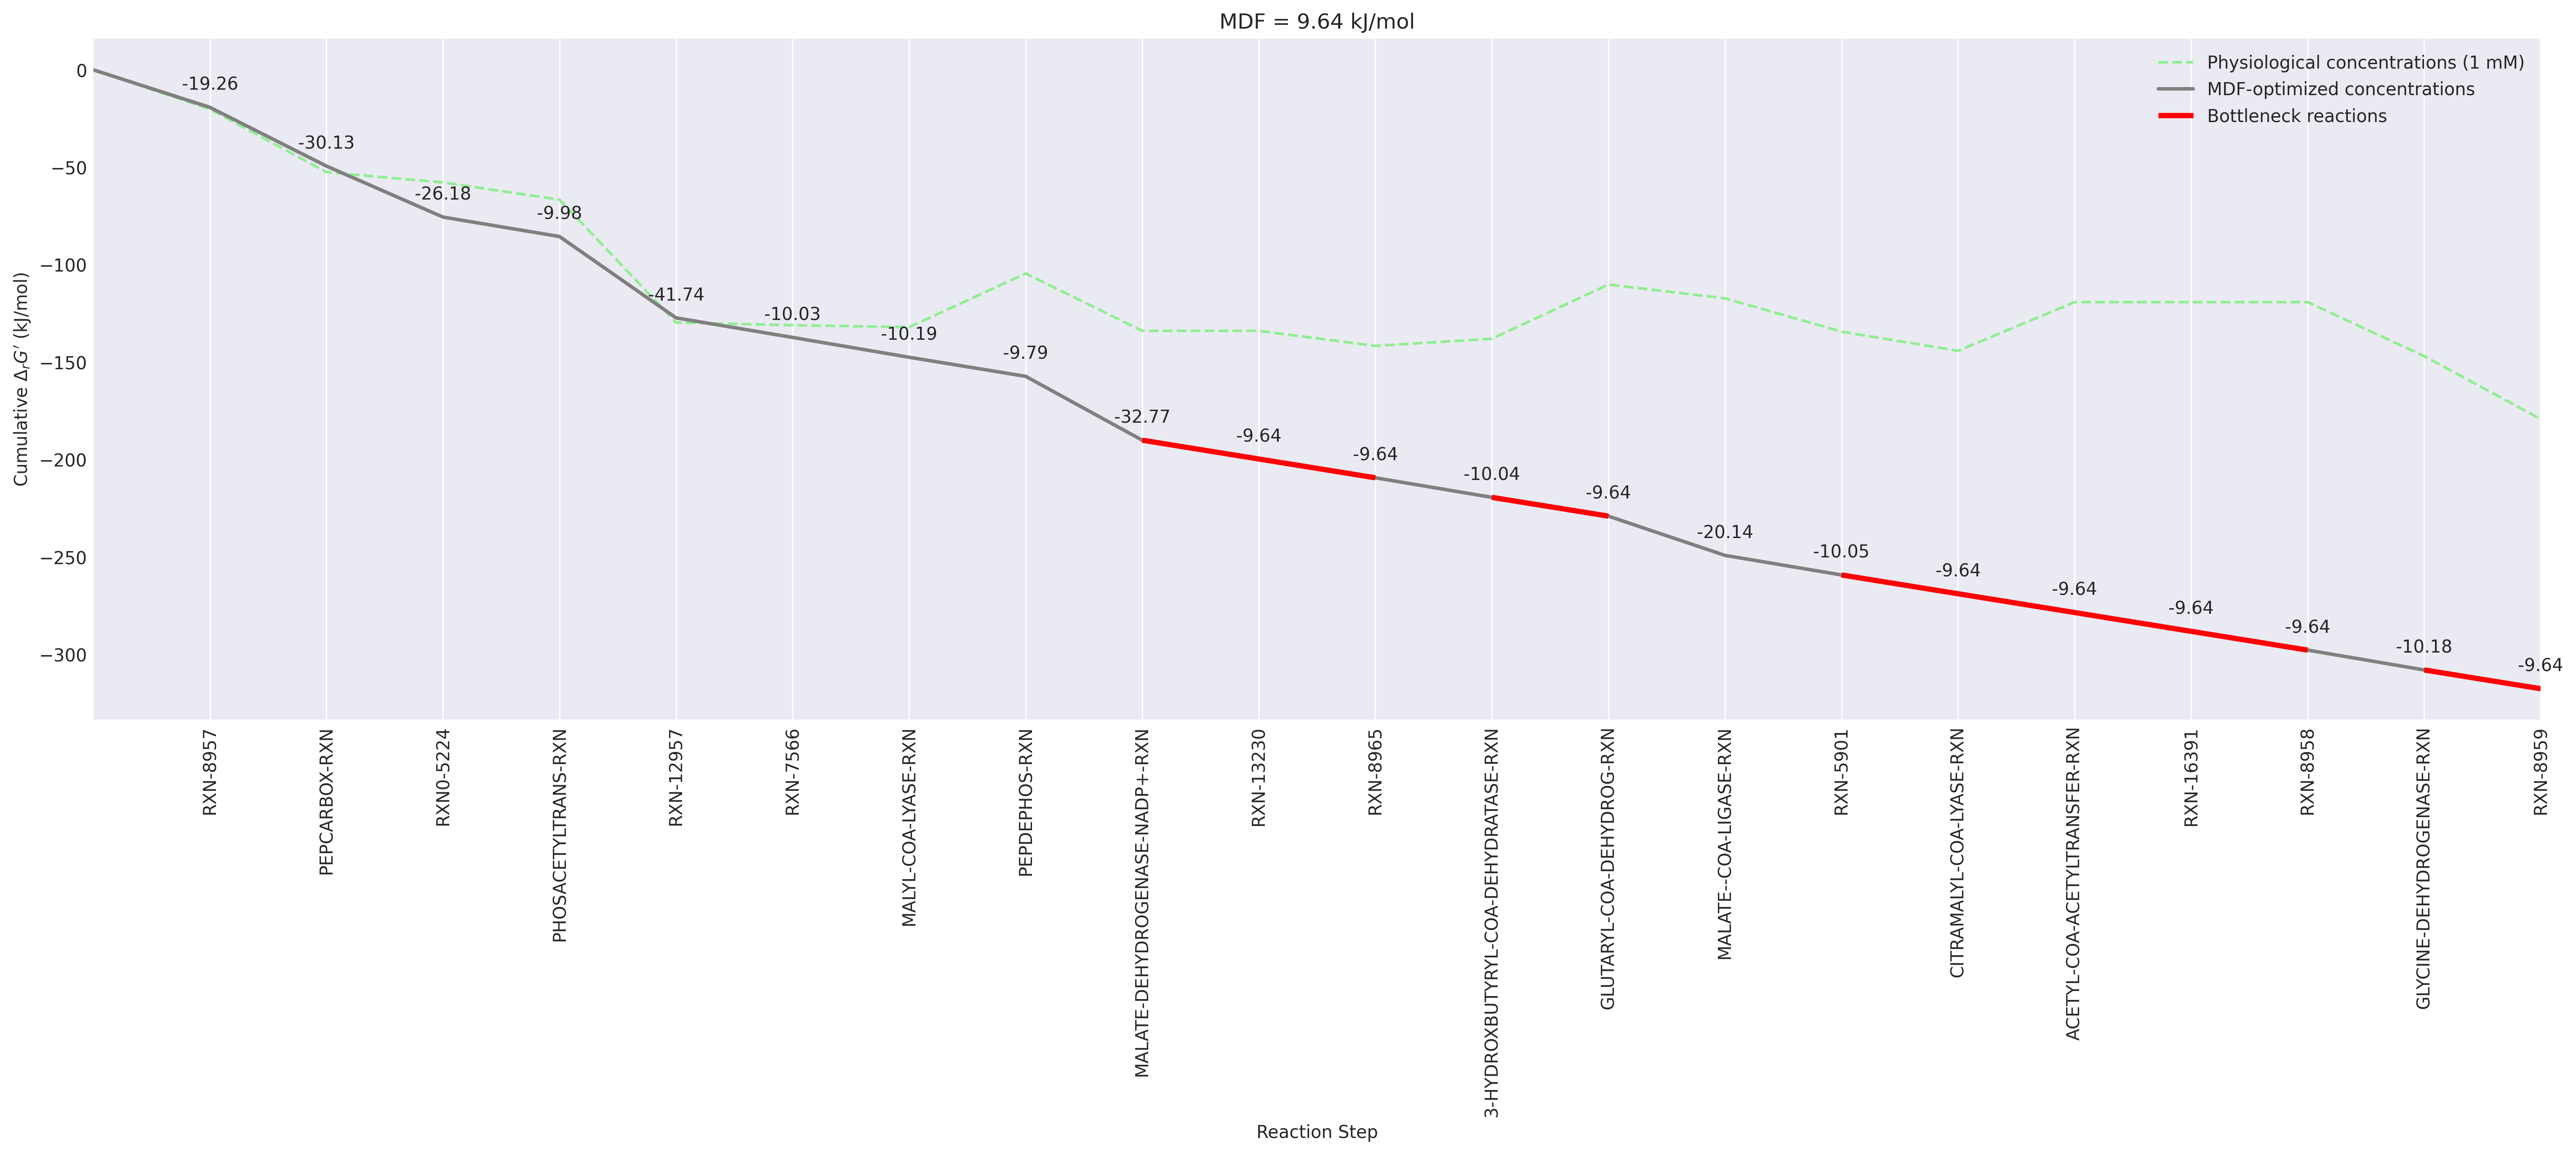 MDF = 9.64 kJ/mol
Physiological concentrations (1 mM)
MDF-optimized concentrations
Bottleneck reactions
Cumulative ΔrG′ (kJ/mol)
0
−50
−100
−150
−200
−250
−300
-19.26
-30.13
-26.18
-9.98
-41.74
-10.03
-10.19
-9.79
-32.77
-9.64
-9.64
-10.04
-9.64
-20.14
-10.05
-9.64
-9.64
-9.64
-9.64
-10.18
-9.64
RXN-8957
PEPCARBOX-RXN
RXN0-5224
PHOSACETYLTRANS-RXN
RXN-12957
RXN-7566
MALYL-COA-LYASE-RXN
PEPDEPHOS-RXN
MALATE-DEHYDROGENASE-NADP+-RXN
RXN-13230
RXN-8965
3-HYDROXBUTYRYL-COA-DEHYDRATASE-RXN
GLUTARYL-COA-DEHYDROG-RXN
MALATE--COA-LIGASE-RXN
RXN-5901
CITRAMALYL-COA-LYASE-RXN
ACETYL-COA-ACETYLTRANSFER-RXN
RXN-16391
RXN-8958
GLYCINE-DEHYDROGENASE-RXN
RXN-8959
Reaction Step